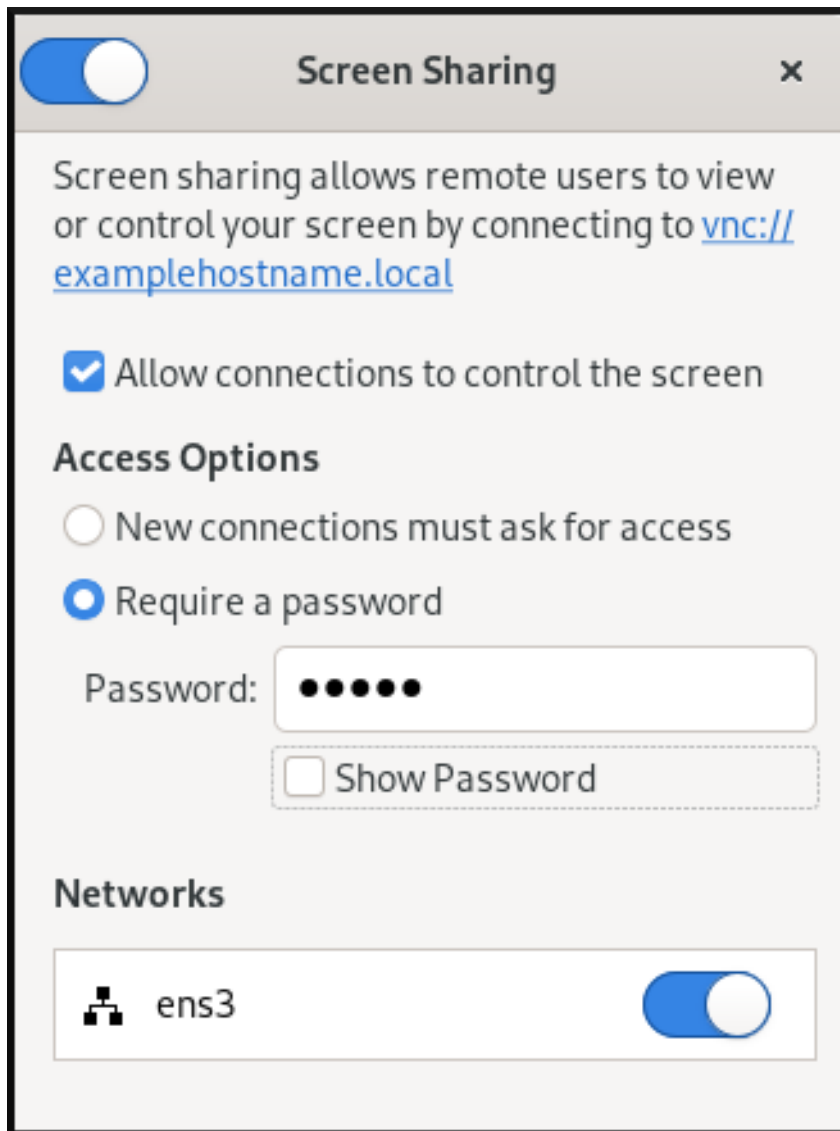 Screen Sharing
Screen sharing allows remote users to view
or control your screen by connecting to vnc://
examplehostname.local
Allow connections to control the screen
Access Options
New connections must ask for access
Require a password
Password: ●●●●●
Show Password
Networks
ens3